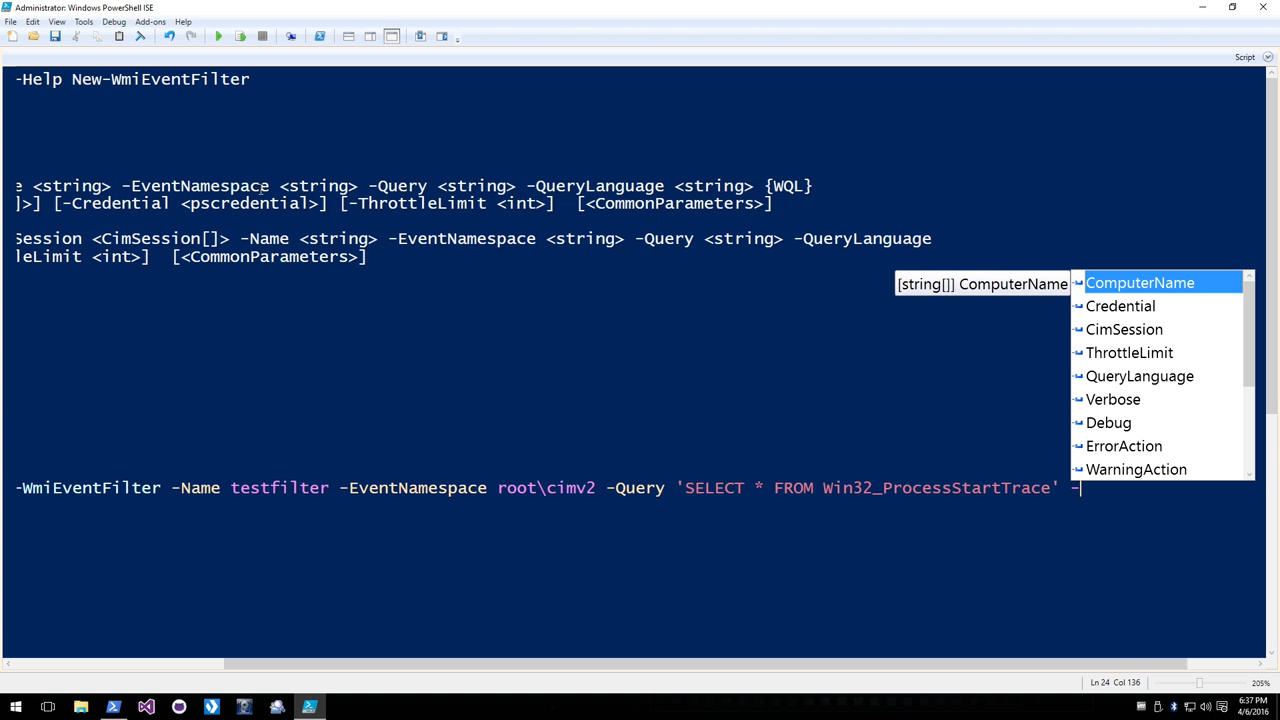 Administrator: Windows PowerShell ISE
File Edit View Tools Debug Add-ons Help
Script
-Help New-WmiEventFilter
e <string> -EventNamespace <string> -Query <string> -QueryLanguage <string> {WQL}
]>] [-Credential <pscredential>] [-ThrottleLimit <int>] [<CommonParameters>]
Session <CimSession[]> -Name <string> -EventNamespace <string> -Query <string> -QueryLanguage
leLimit <int>] [<CommonParameters>]
[string[]] ComputerName
ComputerName
Credential
CimSession
ThrottleLimit
QueryLanguage
Verbose
Debug
ErrorAction
WarningAction
-WmiEventFilter -Name testfilter -EventNamespace root\cimv2 -Query 'SELECT * FROM Win32_ProcessStartTrace' -
Ln 24 Col 136
205%
6:37 PM
4/6/2016